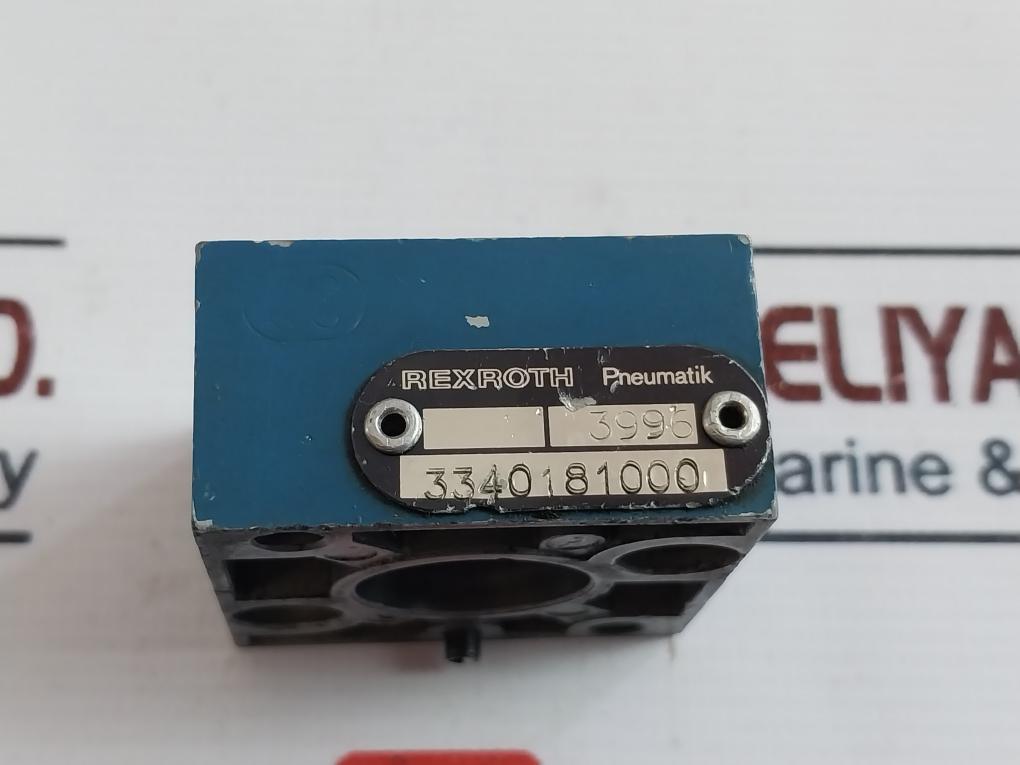 REXROTH Pneumatik
3996
3340181000
D. ELIYA
y arine &